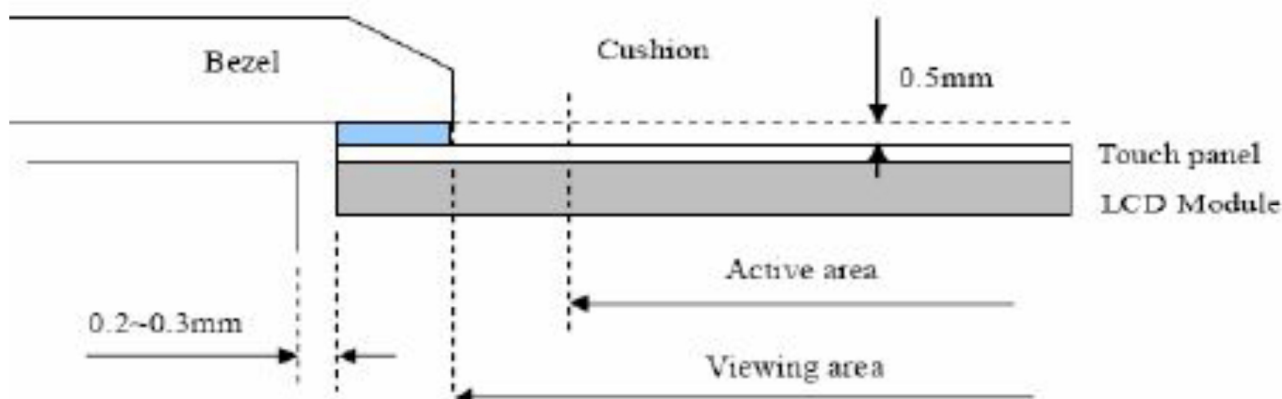 Cushion
Bezel
0.5mm
Touch panel
LCD Module
Active area
0.2~0.3mm
Viewing area